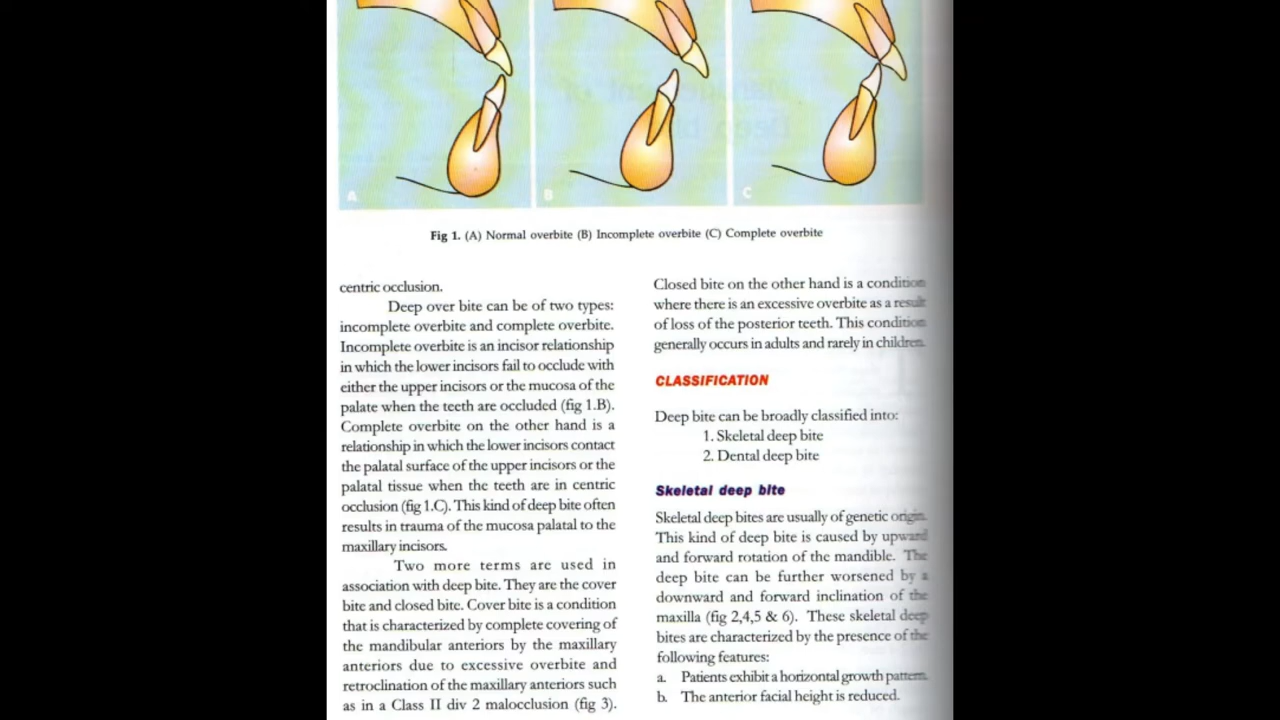 A
B
C
Fig 1. (A) Normal overbite (B) Incomplete overbite (C) Complete overbite
centric occlusion.
Deep over bite can be of two types:
incomplete overbite and complete overbite.
Incomplete overbite is an incisor relationship
in which the lower incisors fail to occlude with
either the upper incisors or the mucosa of the
palate when the teeth are occluded (fig 1.B).
Complete overbite on the other hand is a
relationship in which the lower incisors contact
the palatal surface of the upper incisors or the
palatal tissue when the teeth are in centric
occlusion (fig 1.C). This kind of deep bite often
results in trauma of the mucosa palatal to the
maxillary incisors.
Two more terms are used in
association with deep bite. They are the cover
bite and closed bite. Cover bite is a condition
that is characterized by complete covering of
the mandibular anteriors by the maxillary
anteriors due to excessive overbite and
retroclination of the maxillary anteriors such
as in a Class II div 2 malocclusion (fig 3).
Closed bite on the other hand is a condition
where there is an excessive overbite as a result
of loss of the posterior teeth. This condition
generally occurs in adults and rarely in children.
CLASSIFICATION
Deep bite can be broadly classified into:
1. Skeletal deep bite
2. Dental deep bite
Skeletal deep bite
Skeletal deep bites are usually of genetic origin.
This kind of deep bite is caused by upward
and forward rotation of the mandible. The
deep bite can be further worsened by a
downward and forward inclination of the
maxilla (fig 2,4,5 & 6). These skeletal deep
bites are characterized by the presence of the
following features:
a. Patients exhibit a horizontal growth pattern.
b. The anterior facial height is reduced.